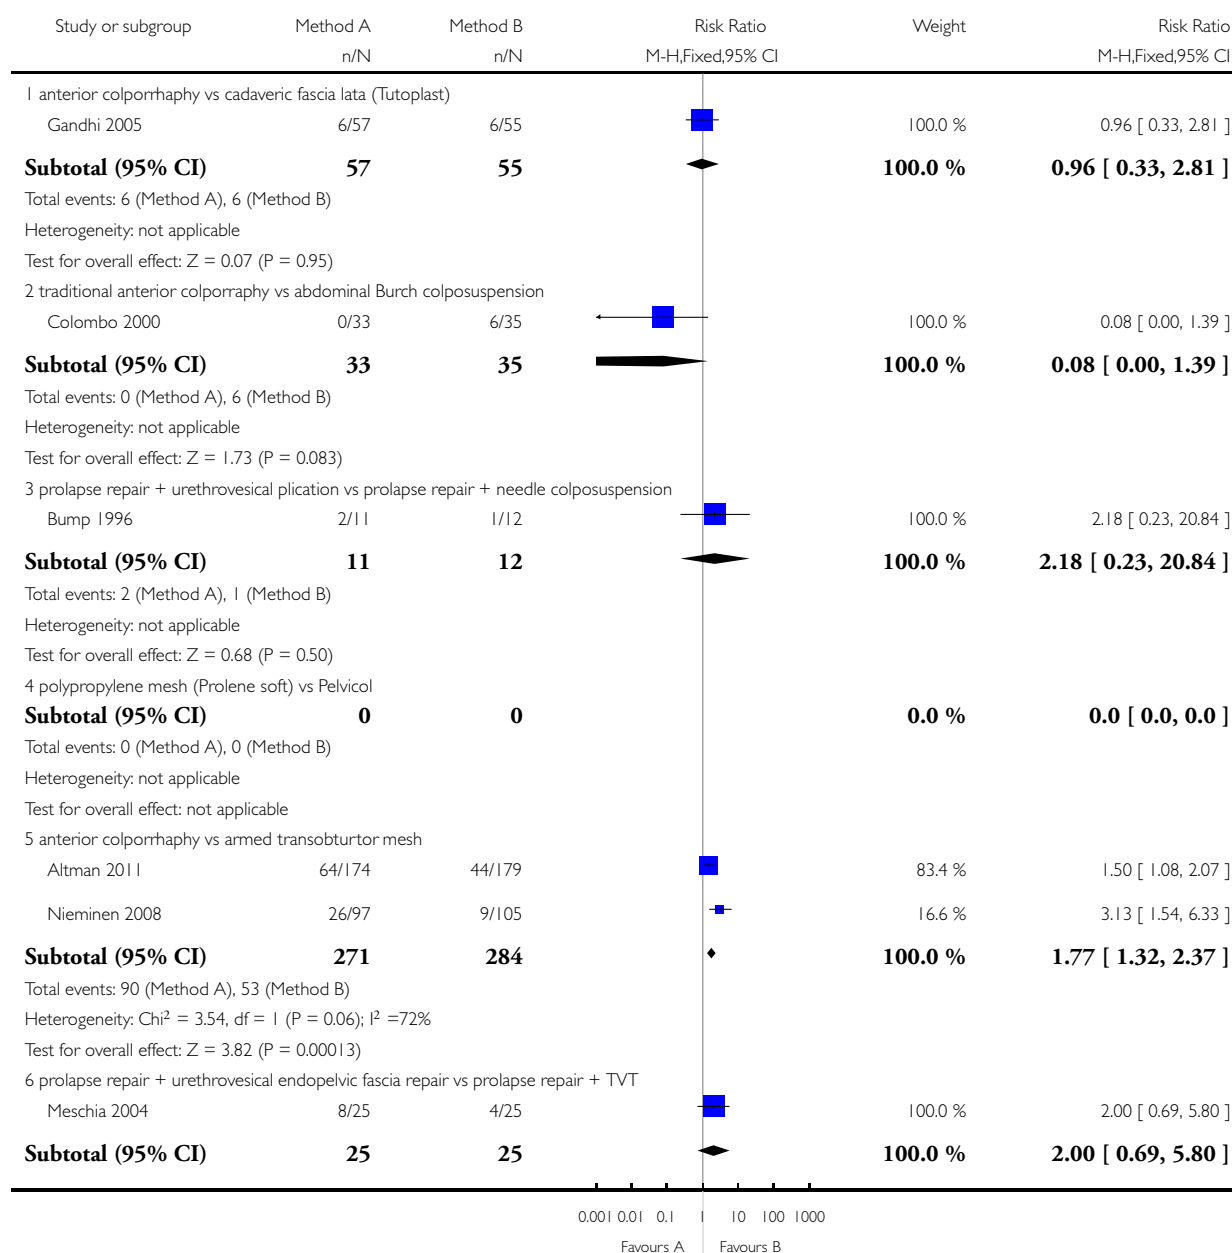 Study or subgroup Method A Method B Risk Ratio Weight Risk Ratio
n/N n/N M-H,Fixed,95% CI M-H,Fixed,95% CI
1 anterior colporrhaphy vs cadaveric fascia lata (Tutoplast)
Gandhi 2005 6/57 6/55 100.0 % 0.96 [ 0.33, 2.81 ]
Subtotal (95% CI) 57 55 100.0 % 0.96 [ 0.33, 2.81 ]
Total events: 6 (Method A), 6 (Method B)
Heterogeneity: not applicable
Test for overall effect: Z = 0.07 (P = 0.95)
2 traditional anterior colporraphy vs abdominal Burch colposuspension
Colombo 2000 0/33 6/35 100.0 % 0.08 [ 0.00, 1.39 ]
Subtotal (95% CI) 33 35 100.0 % 0.08 [ 0.00, 1.39 ]
Total events: 0 (Method A), 6 (Method B)
Heterogeneity: not applicable
Test for overall effect: Z = 1.73 (P = 0.083)
3 prolapse repair + urethrovesical plication vs prolapse repair + needle colposuspension
Bump 1996 2/11 1/12 100.0 % 2.18 [ 0.23, 20.84 ]
Subtotal (95% CI) 11 12 100.0 % 2.18 [ 0.23, 20.84 ]
Total events: 2 (Method A), 1 (Method B)
Heterogeneity: not applicable
Test for overall effect: Z = 0.68 (P = 0.50)
4 polypropylene mesh (Prolene soft) vs Pelvicol
Subtotal (95% CI) 0 0 0.0 % 0.0 [ 0.0, 0.0 ]
Total events: 0 (Method A), 0 (Method B)
Heterogeneity: not applicable
Test for overall effect: not applicable
5 anterior colporrhaphy vs armed transobturtor mesh
Altman 2011 64/174 44/179 83.4 % 1.50 [ 1.08, 2.07 ]
Nieminen 2008 26/97 9/105 16.6 % 3.13 [ 1.54, 6.33 ]
Subtotal (95% CI) 271 284 100.0 % 1.77 [ 1.32, 2.37 ]
Total events: 90 (Method A), 53 (Method B)
Heterogeneity: Chi² = 3.54, df = 1 (P = 0.06); I² =72%
Test for overall effect: Z = 3.82 (P = 0.00013)
6 prolapse repair + urethrovesical endopelvic fascia repair vs prolapse repair + TVT
Meschia 2004 8/25 4/25 100.0 % 2.00 [ 0.69, 5.80 ]
Subtotal (95% CI) 25 25 100.0 % 2.00 [ 0.69, 5.80 ]
0.001 0.01 0.1 1 10 100 1000
Favours A Favours B